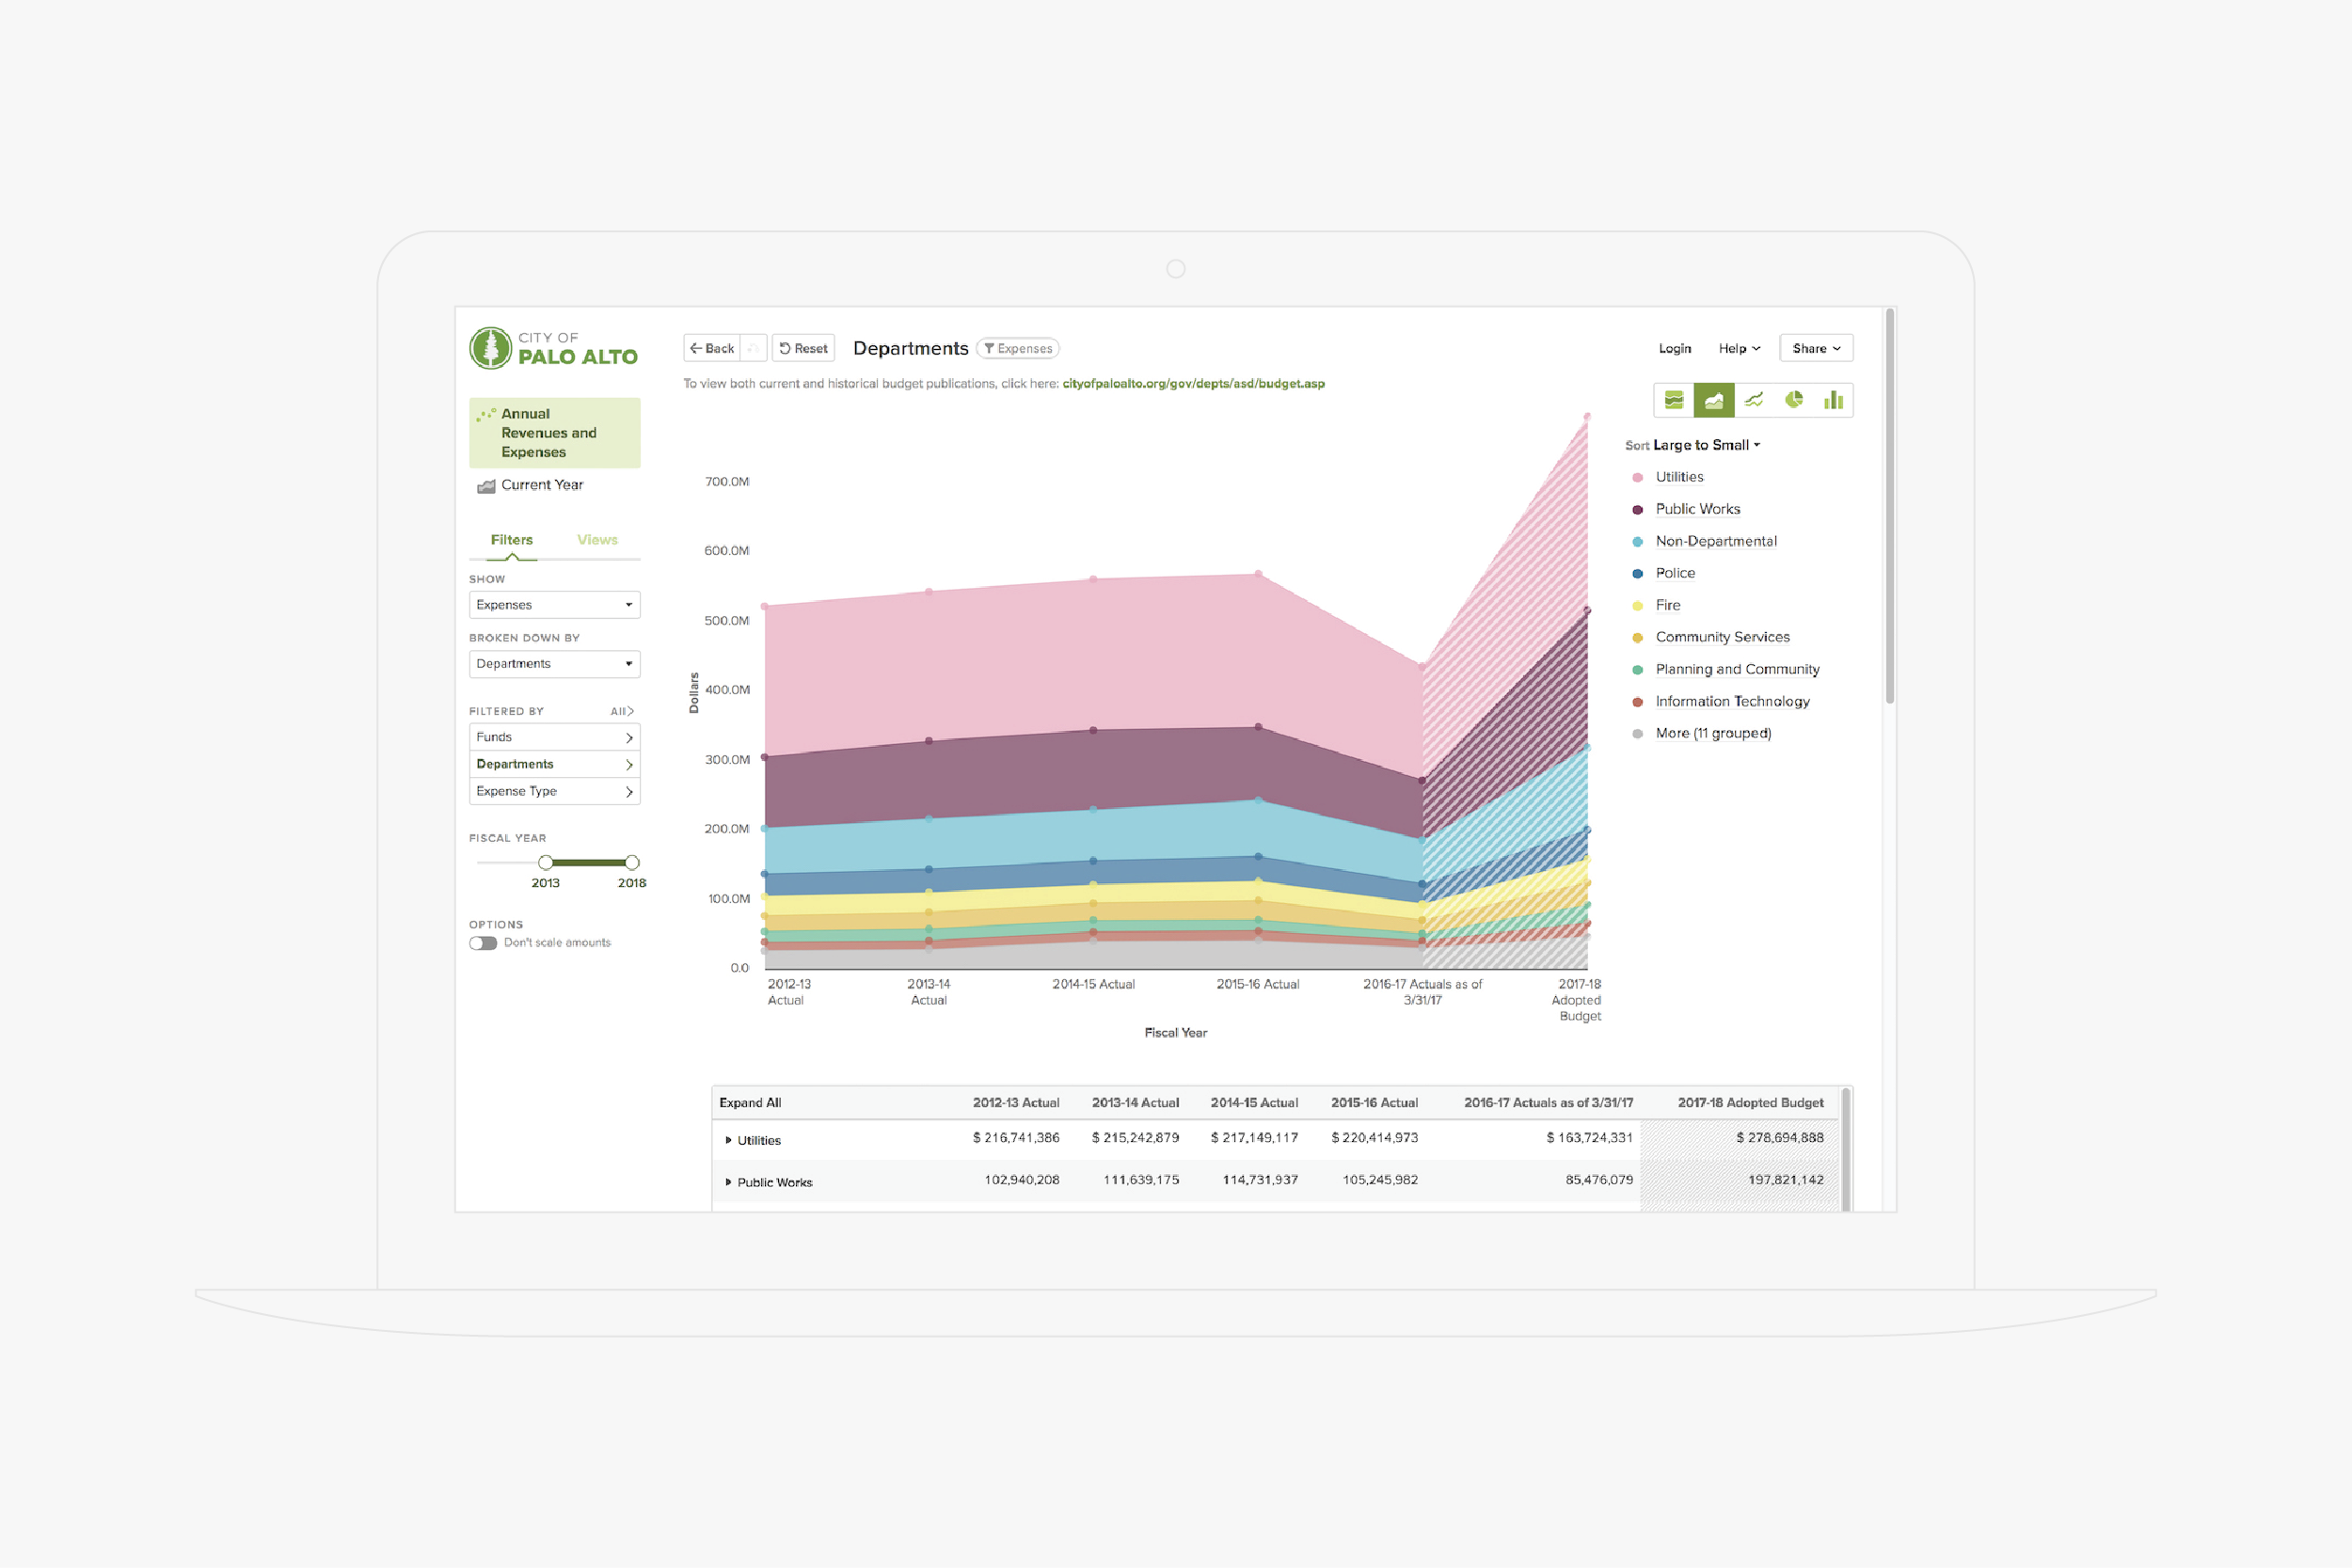 CITY OF
PALO ALTO
Back
Reset
Departments
Expenses
Login
Help
Share
To view both current and historical budget publications, click here: cityofpaloalto.org/gov/depts/asd/budget.asp
Annual
Revenues and
Expenses
Current Year
Filters
Views
SHOW
Expenses
BROKEN DOWN BY
Departments
FILTERED BY
All
Funds
Departments
Expense Type
FISCAL YEAR
2013
2018
OPTIONS
Don't scale amounts
Dollars
700.0M
600.0M
500.0M
400.0M
300.0M
200.0M
100.0M
0.0
2012-13
Actual
2013-14
Actual
2014-15 Actual
2015-16 Actual
2016-17 Actuals as of
3/31/17
2017-18
Adopted
Budget
Fiscal Year
Sort Large to Small
Utilities
Public Works
Non-Departmental
Police
Fire
Community Services
Planning and Community
Information Technology
More (11 grouped)
Expand All 2012-13 Actual 2013-14 Actual 2014-15 Actual 2015-16 Actual 2016-17 Actuals as of 3/31/17 2017-18 Adopted Budget
Utilities $ 216,741,386 $ 215,242,879 $ 217,149,117 $ 220,414,973 $ 163,724,331 $ 278,694,888
Public Works 102,940,208 111,639,175 114,731,937 105,245,982 85,476,079 197,821,142